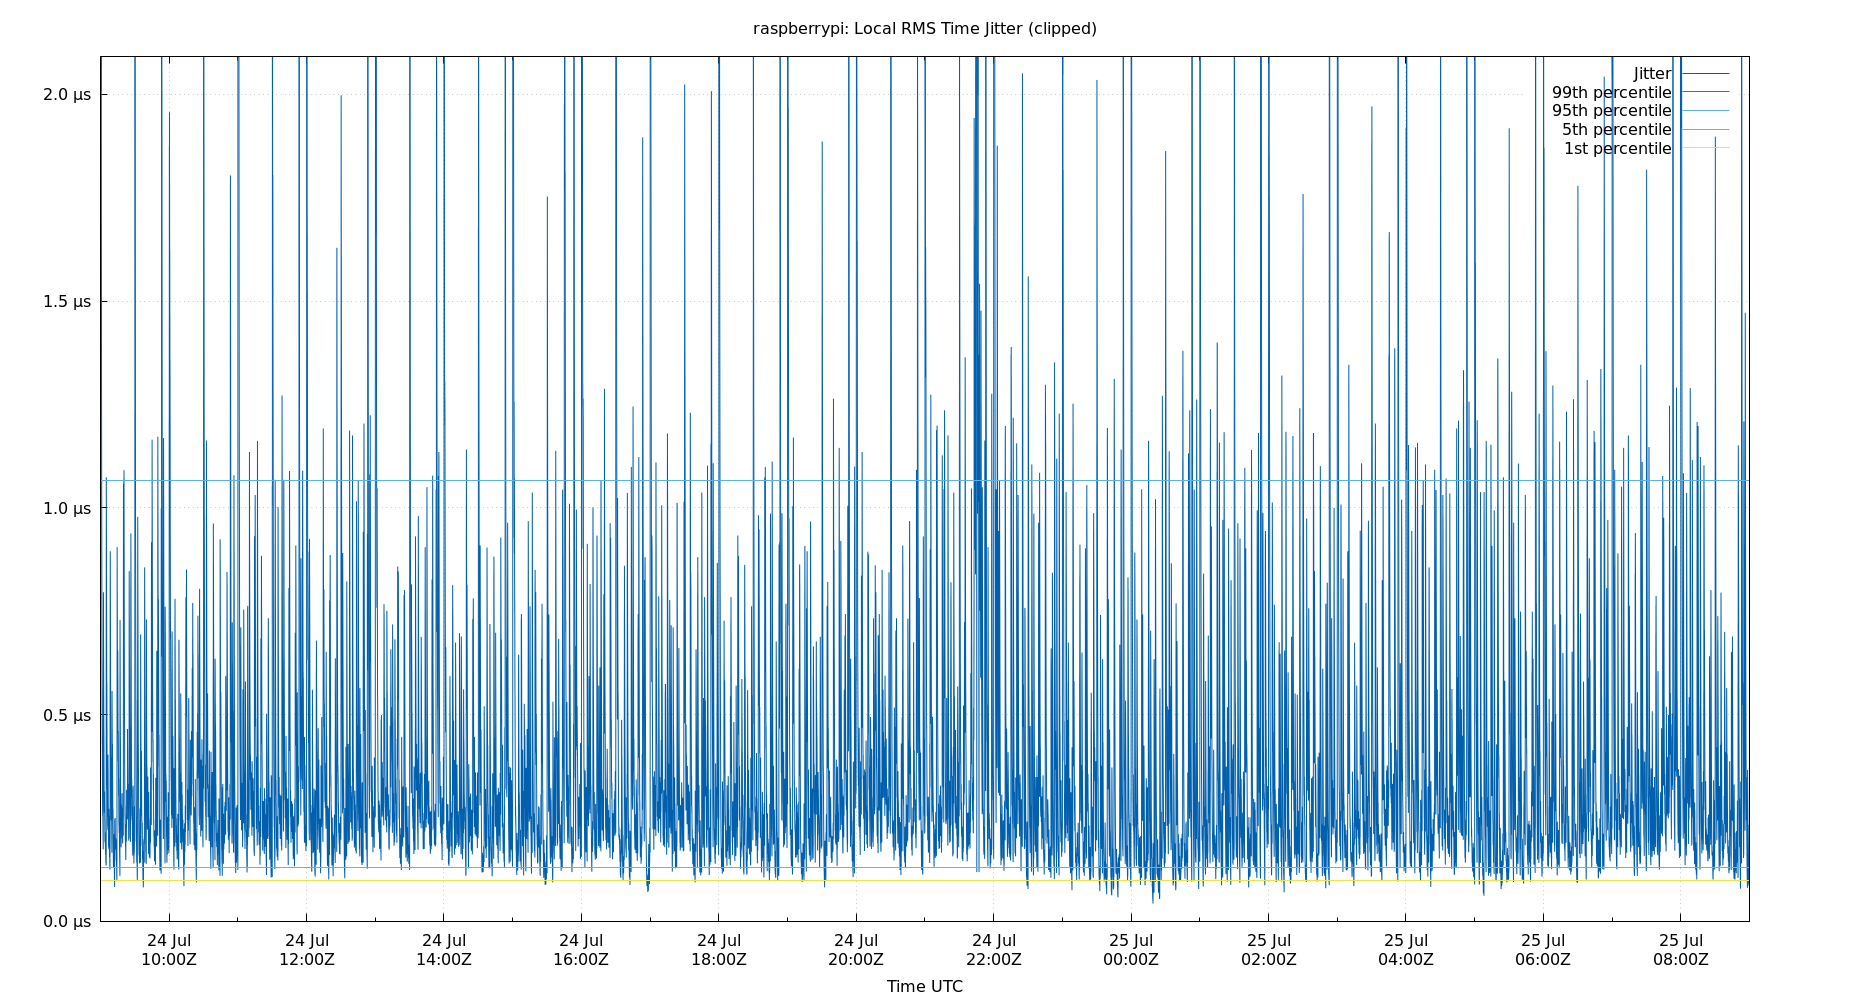 raspberrypi: Local RMS Time Jitter (clipped)
Jitter
99th percentile
95th percentile
5th percentile
1st percentile
2.0 µs
1.5 µs
1.0 µs
0.5 µs
0.0 µs
24 Jul 24 Jul 24 Jul 24 Jul 24 Jul 24 Jul 24 Jul 25 Jul 25 Jul 25 Jul 25 Jul 25 Jul
10:00Z 12:00Z 14:00Z 16:00Z 18:00Z 20:00Z 22:00Z 00:00Z 02:00Z 04:00Z 06:00Z 08:00Z
Time UTC